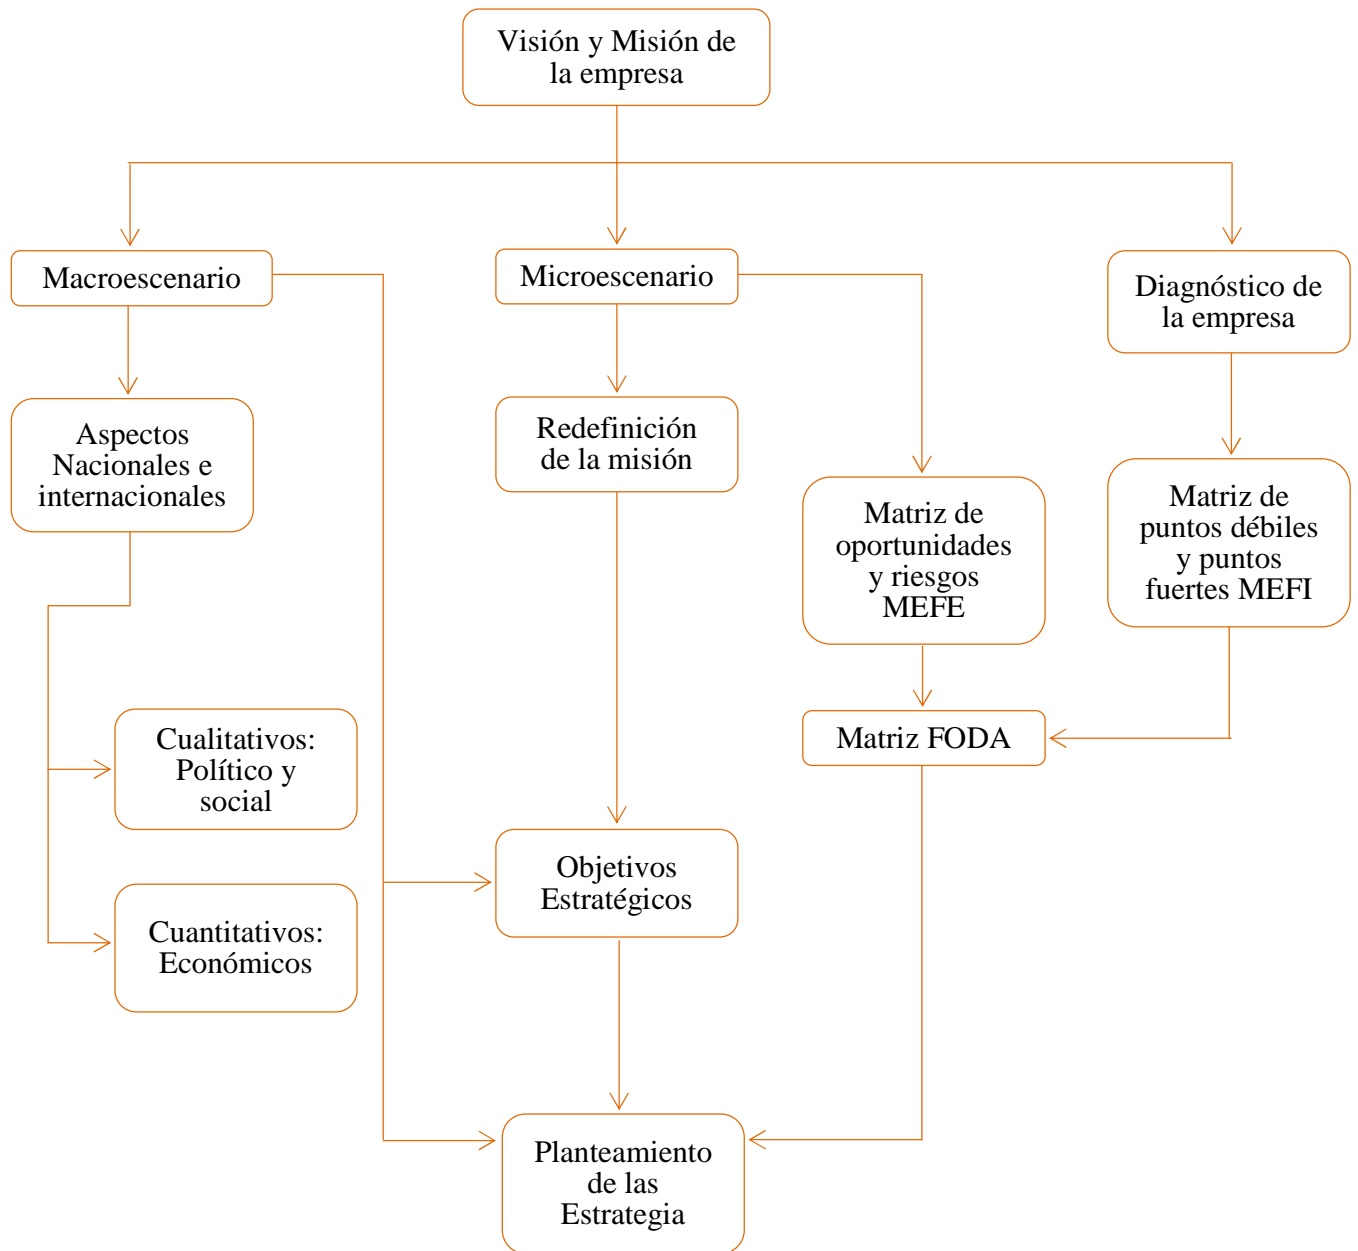 Visión y Misión de
la empresa
Macroescenario
Microescenario
Diagnóstico de
la empresa
Aspectos
Nacionales e
internacionales
Redefinición
de la misión
Matriz de
oportunidades
y riesgos
MEFE
Matriz de
puntos débiles
y puntos
fuertes MEFI
Cualitativos:
Político y
social
Matriz FODA
Objetivos
Estratégicos
Cuantitativos:
Económicos
Planteamiento
de las
Estrategia